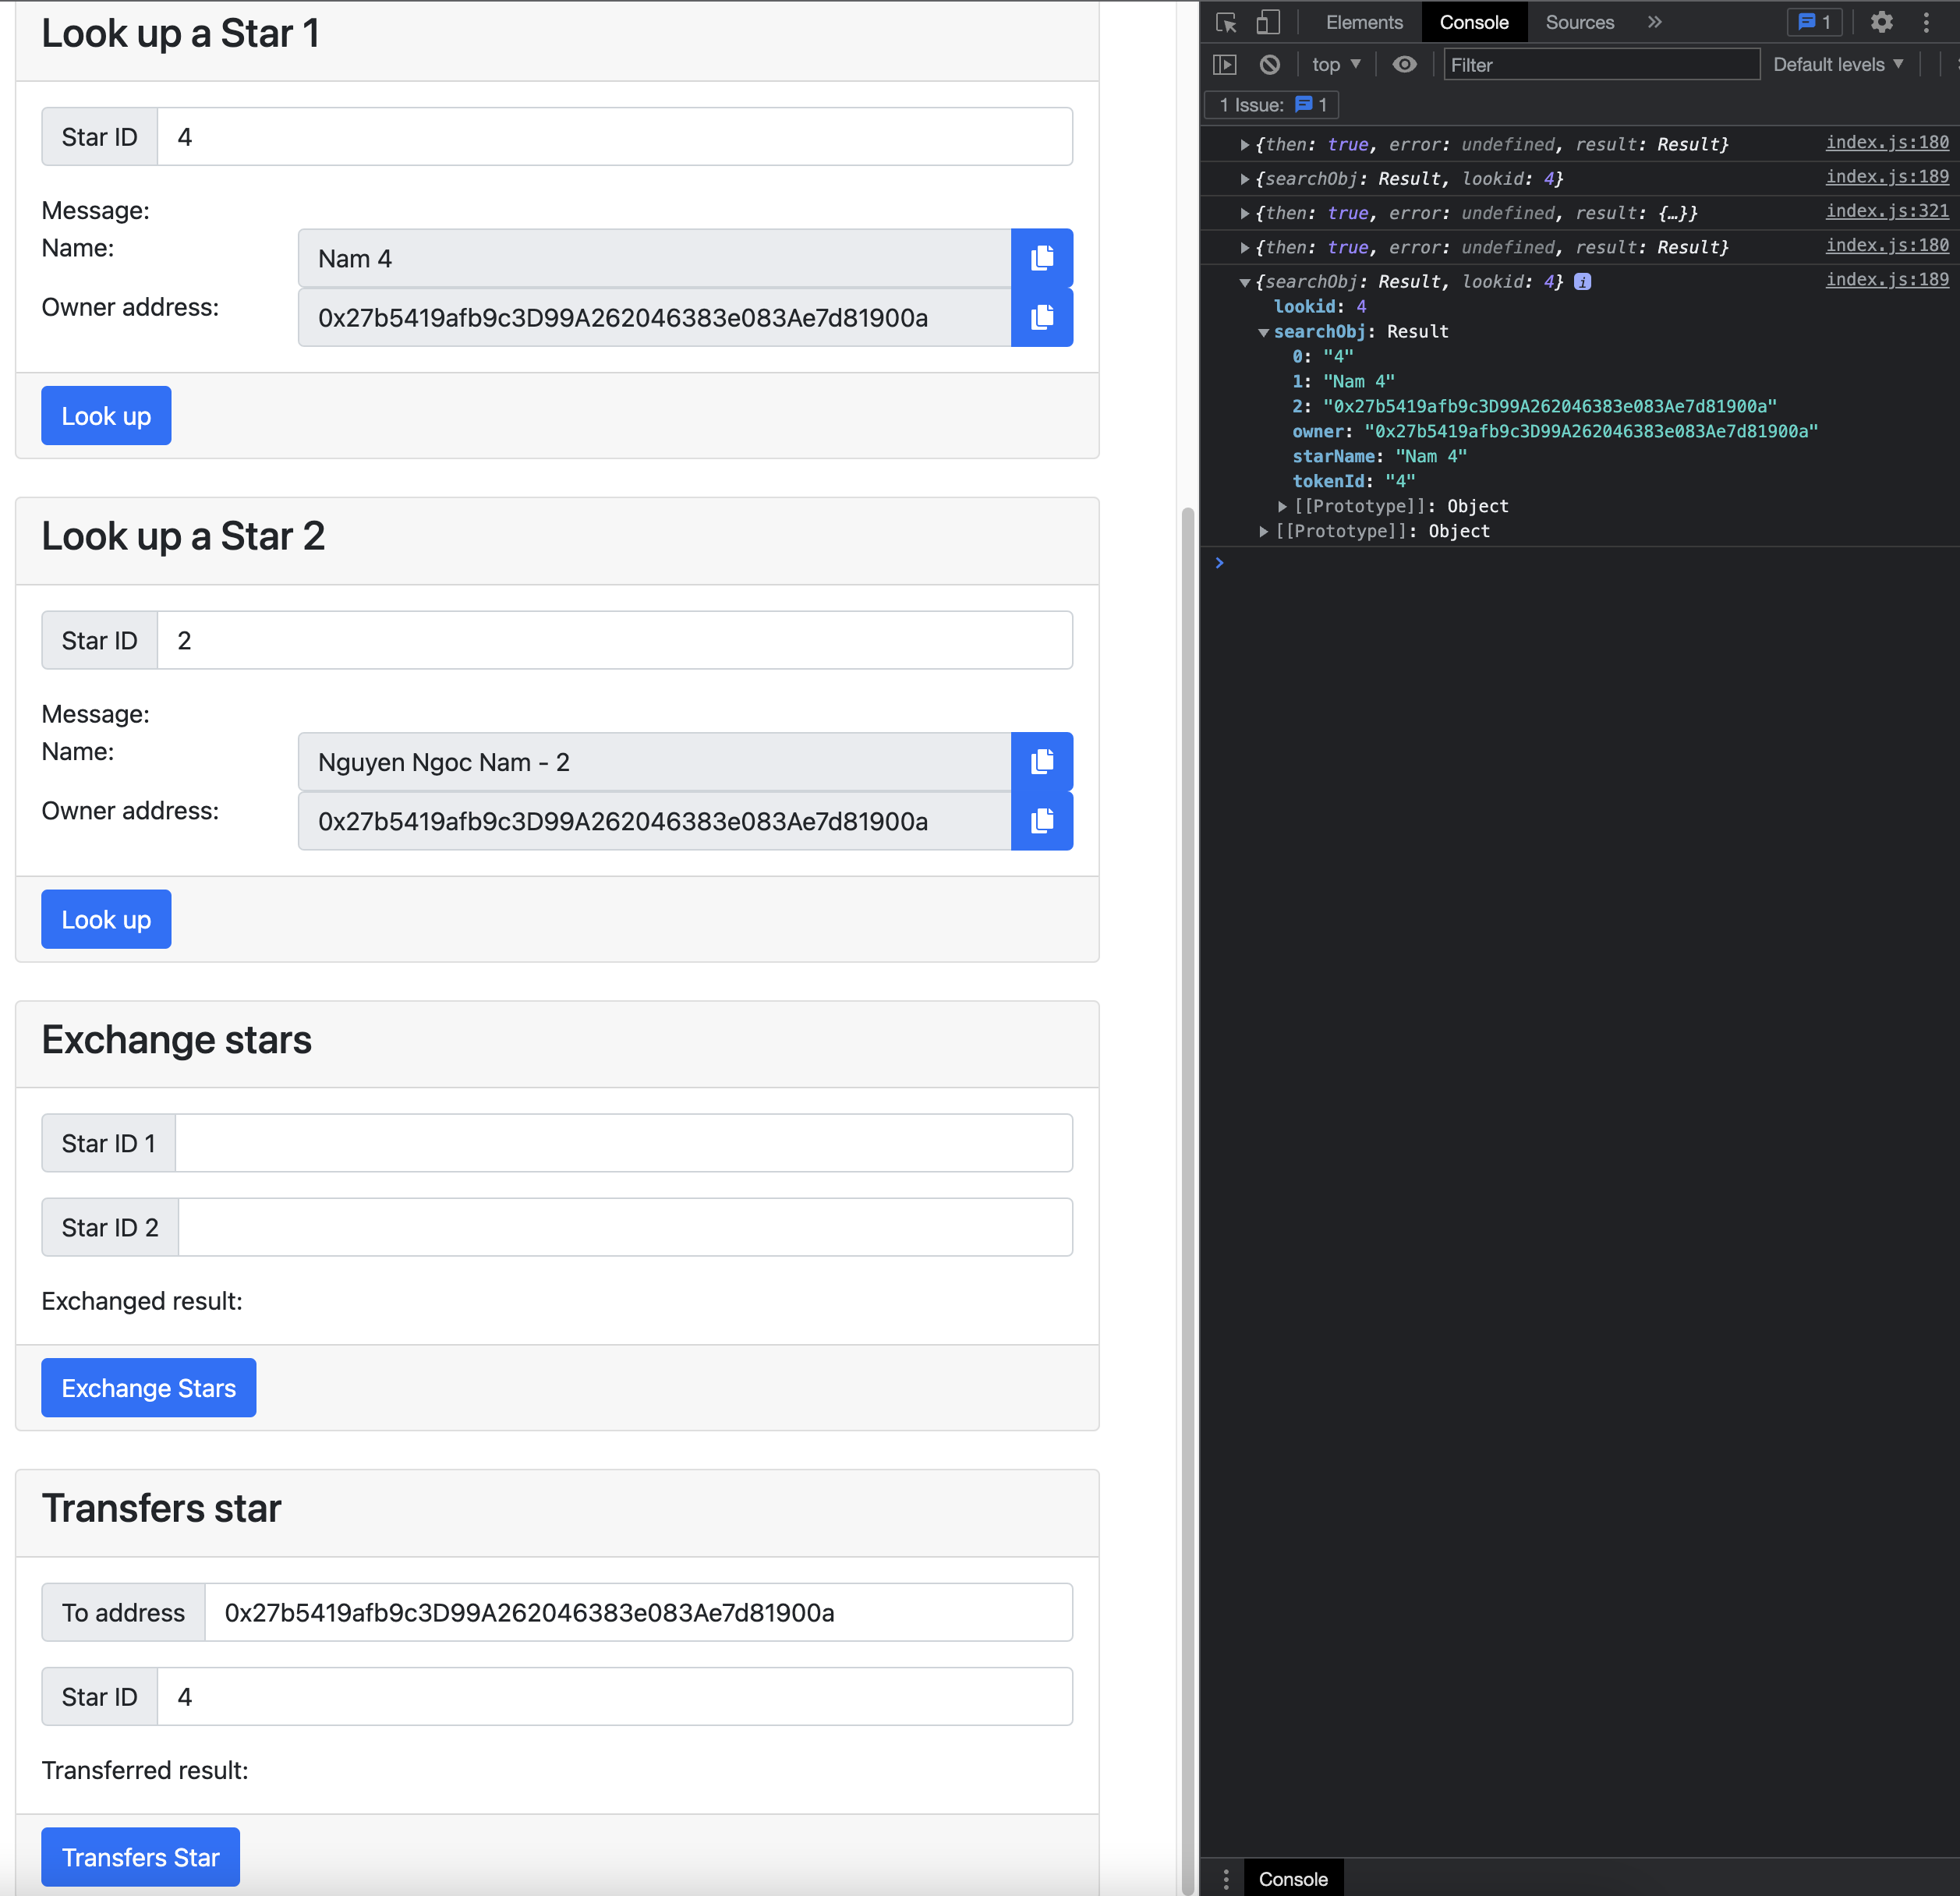 Look up a Star 1
Star ID 4
Message:
Name: Nam 4
Owner address: 0x27b5419afb9c3D99A262046383e083Ae7d81900a
Look up
Look up a Star 2
Star ID 2
Message:
Name: Nguyen Ngoc Nam - 2
Owner address: 0x27b5419afb9c3D99A262046383e083Ae7d81900a
Look up
Exchange stars
Star ID 1
Star ID 2
Exchanged result:
Exchange Stars
Transfers star
To address 0x27b5419afb9c3D99A262046383e083Ae7d81900a
Star ID 4
Transferred result:
Transfers Star
Elements Console Sources » 1
top Filter Default levels
1 Issue: 1
{then: true, error: undefined, result: Result} index.js:180
{searchObj: Result, lookid: 4} index.js:189
{then: true, error: undefined, result: {…}} index.js:321
{then: true, error: undefined, result: Result} index.js:180
{searchObj: Result, lookid: 4} i index.js:189
lookid: 4
searchObj: Result
0: "4"
1: "Nam 4"
2: "0x27b5419afb9c3D99A262046383e083Ae7d81900a"
owner: "0x27b5419afb9c3D99A262046383e083Ae7d81900a"
starName: "Nam 4"
tokenId: "4"
[[Prototype]]: Object
[[Prototype]]: Object
Console